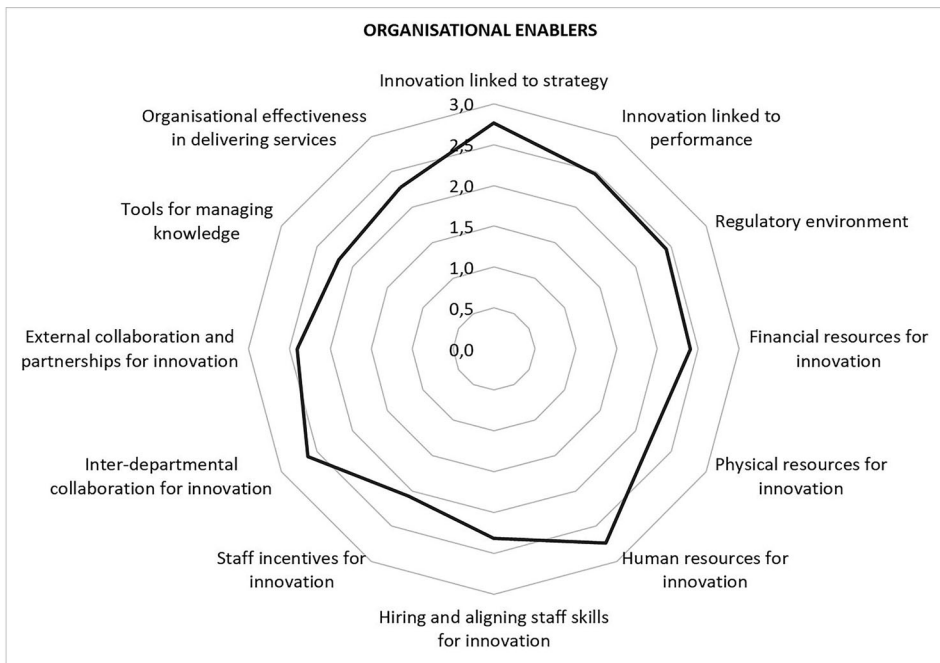 ORGANISATIONAL ENABLERS
Innovation linked to strategy
Innovation linked to
performance
Regulatory environment
Financial resources for
innovation
Physical resources for
innovation
Human resources for
innovation
Hiring and aligning staff skills
for innovation
Staff incentives for
innovation
Inter-departmental
collaboration for innovation
External collaboration and
partnerships for innovation
Tools for managing
knowledge
Organisational effectiveness
in delivering services
3,0
2,5
2,0
1,5
1,0
0,5
0,0